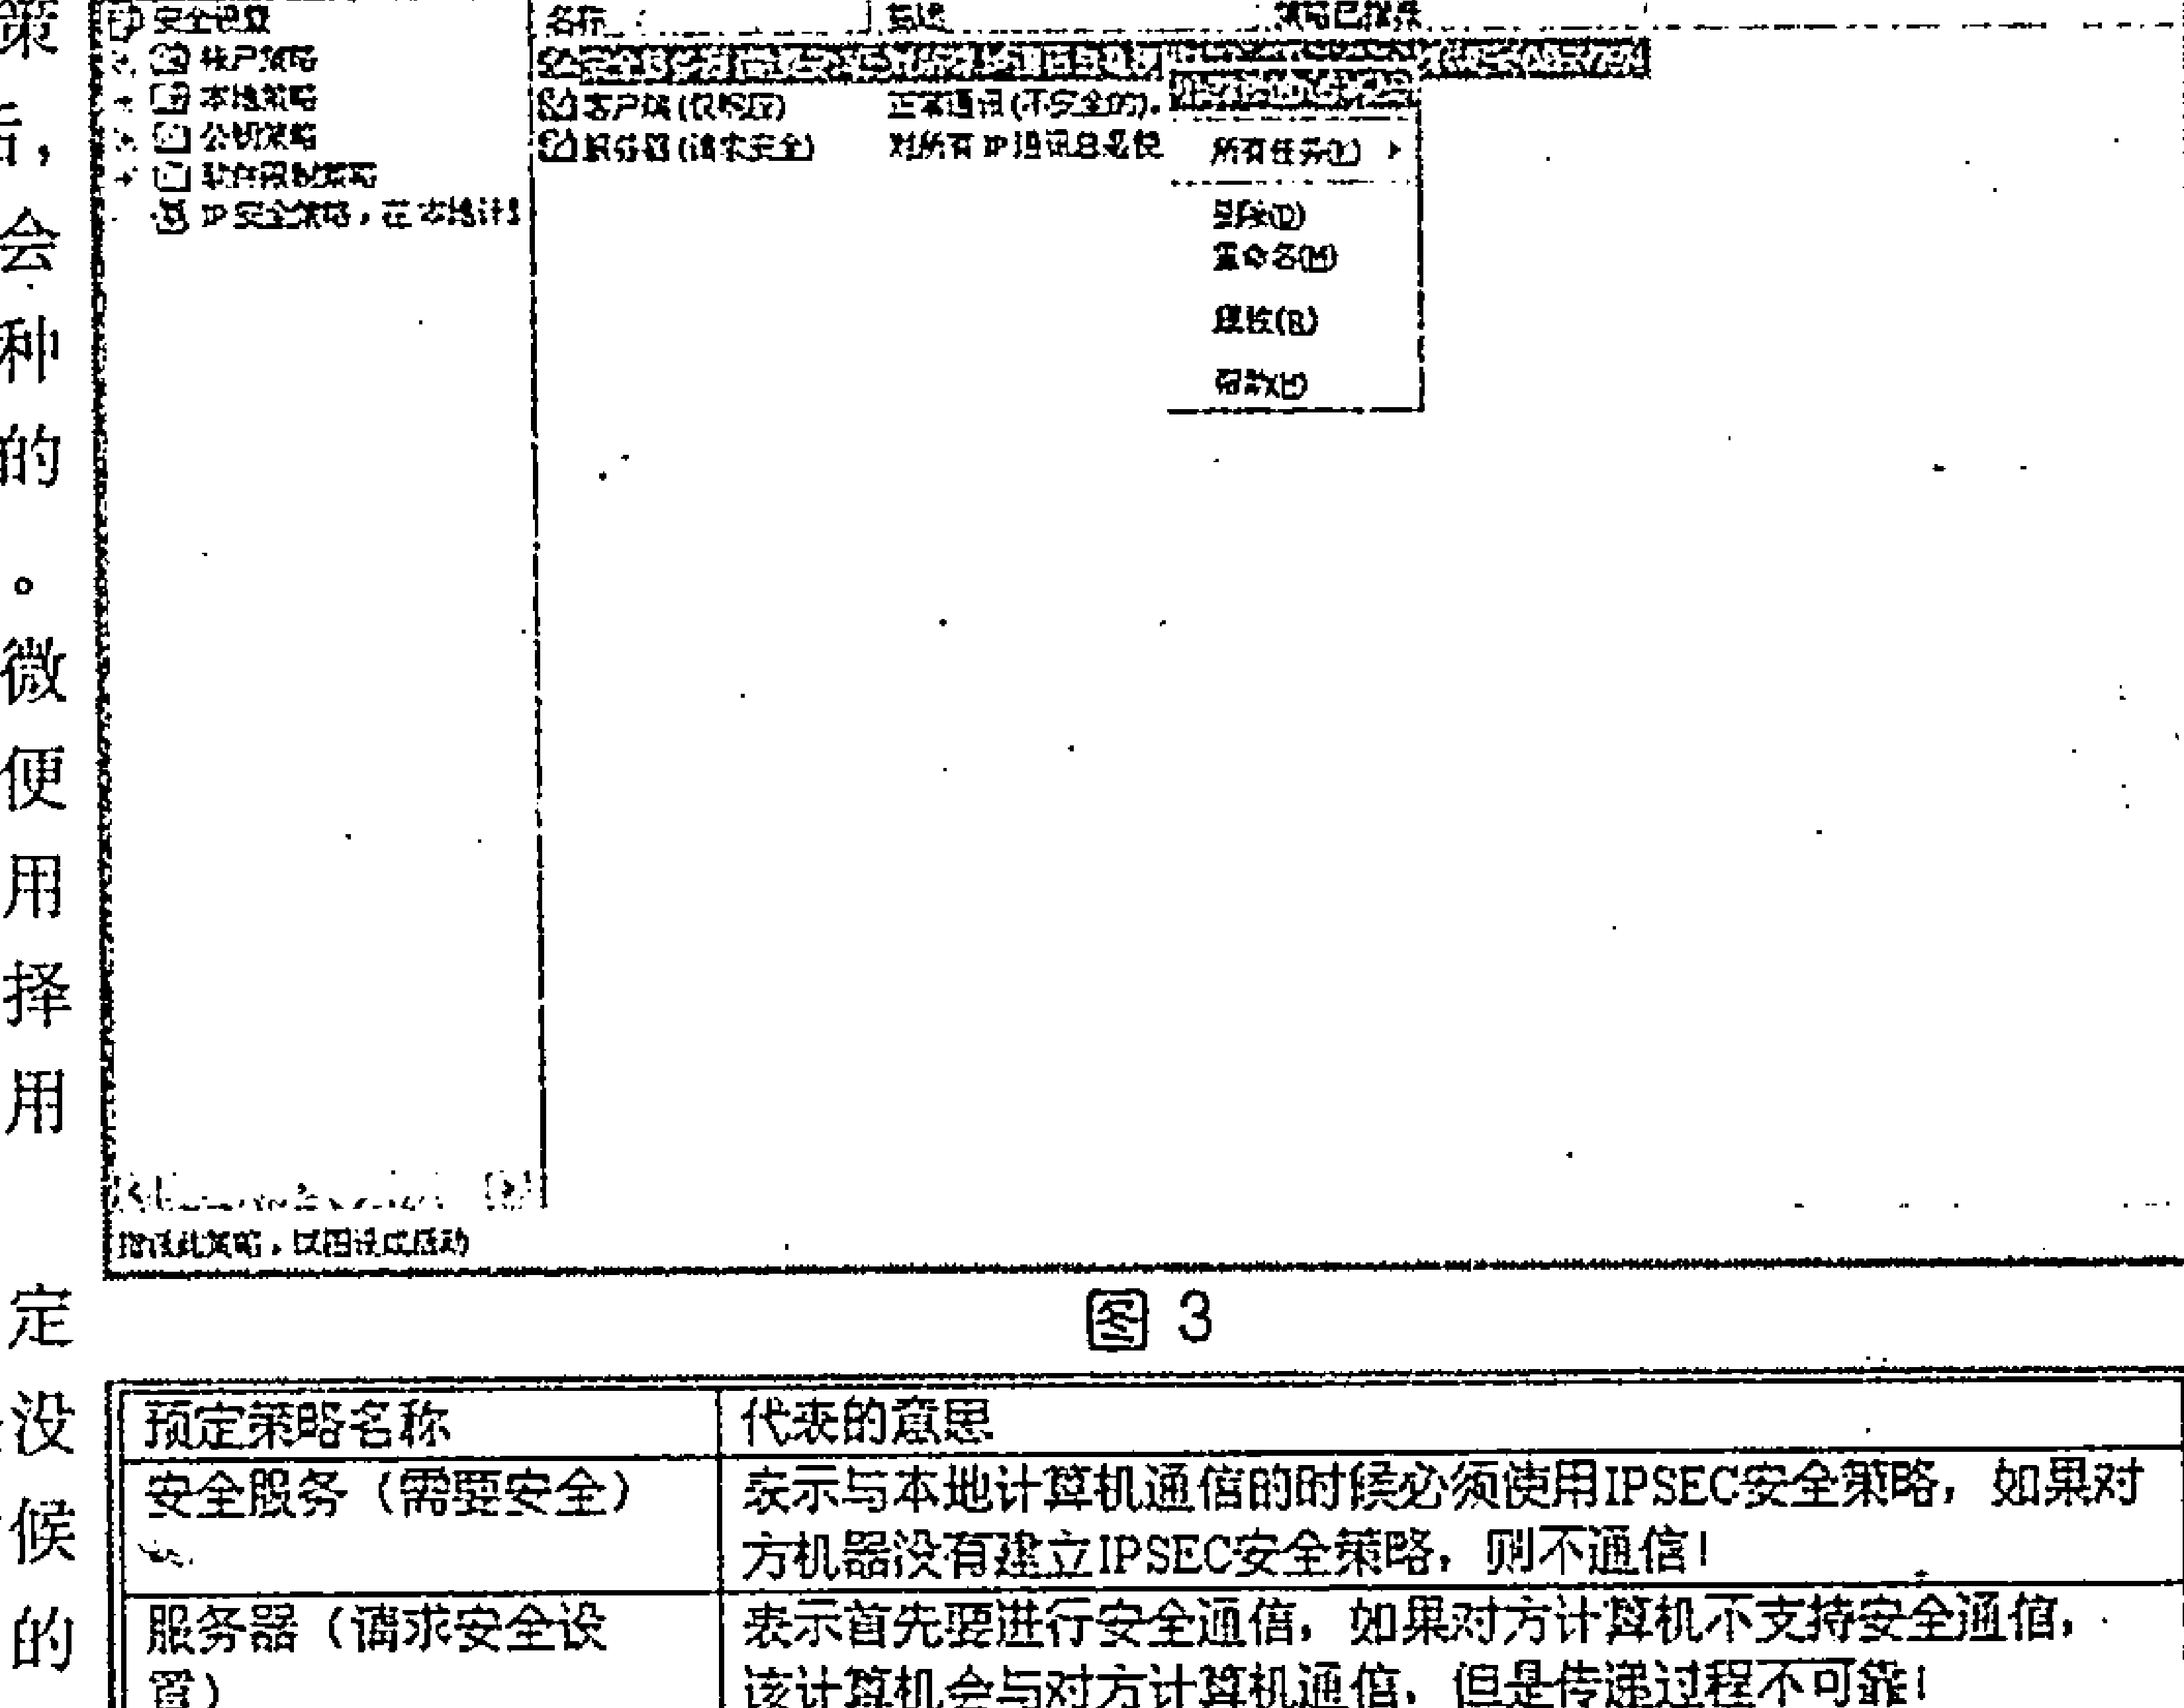 策
后，
会
种
的
。
微
便
用
择
用
定
没
候
的
安全设置
帐户策略
本地策略
公钥策略
软件限制策略
IP 安全策略，在本地计
名称
描述
策略已指派
客户端(仅响应)
正常通讯(不安全的).
服务器(请求安全)
对所有 IP 通讯总是使
所有任务(K)
删除(D)
重命名(M)
属性(R)
帮助(H)
指派此策略，
图 3
预定策略名称
代表的意思
安全服务（需要安全）
表示与本地计算机通信的时候必须使用IPSEC安全策略，如果对
方机器没有建立IPSEC安全策略，则不通信！
服务器（请求安全设
置）
表示首先要进行安全通信，如果对方计算机不支持安全通信，
该计算机会与对方计算机通信，但是传递过程不可靠！